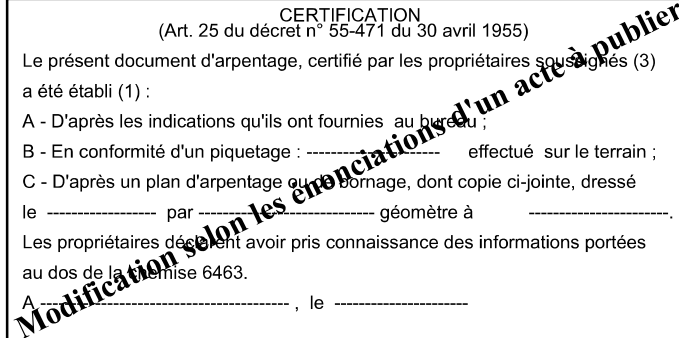 CERTIFICATION
(Art. 25 du décret n° 55-471 du 30 avril 1955)
Le présent document d'arpentage, certifié par les propriétaires soussignés (3)
a été établi (1) :
A - D'après les indications qu'ils ont fournies au bureau ;
B - En conformité d'un piquetage : ---------------------- effectué sur le terrain ;
C - D'après un plan d'arpentage ou de bornage, dont copie ci-jointe, dressé
le ------------------ par ----------------------------- géomètre à -----------------------.
Les propriétaires déclarent avoir pris connaissance des informations portées
au dos de la chemise 6463.
A ----------------------------------------- , le ----------------------
Modification selon les énonciations d'un acte à publier